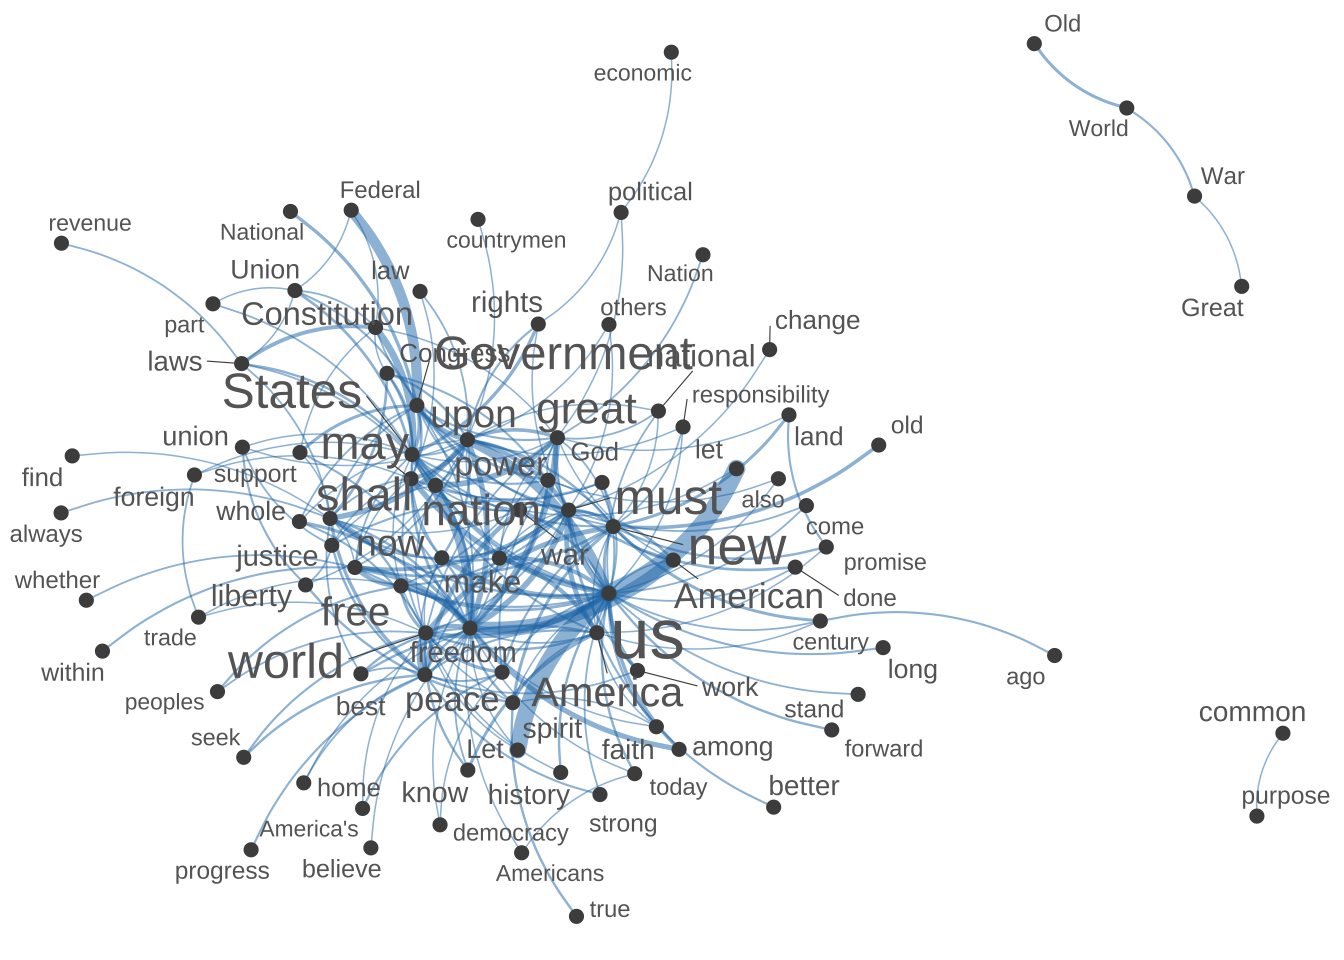 Old
economic
World
War
Federal
political
revenue
National
countrymen
Union
law
Nation
rights
others
Great
part
Constitution
change
laws
Congress
Government
national
States
responsibility
upon
great
old
union
may
God
let
land
find
support
power
foreign
shall
must
also
always
whole
nation
come
now
war
new
justice
promise
whether
make
liberty
American
done
free
trade
us
century
world
freedom
within
long
ago
peoples
best
peace
America
work
stand
common
seek
Let
spirit
faith
among
forward
home
know
history
today
better
purpose
America's
democracy
strong
progress
believe
Americans
true